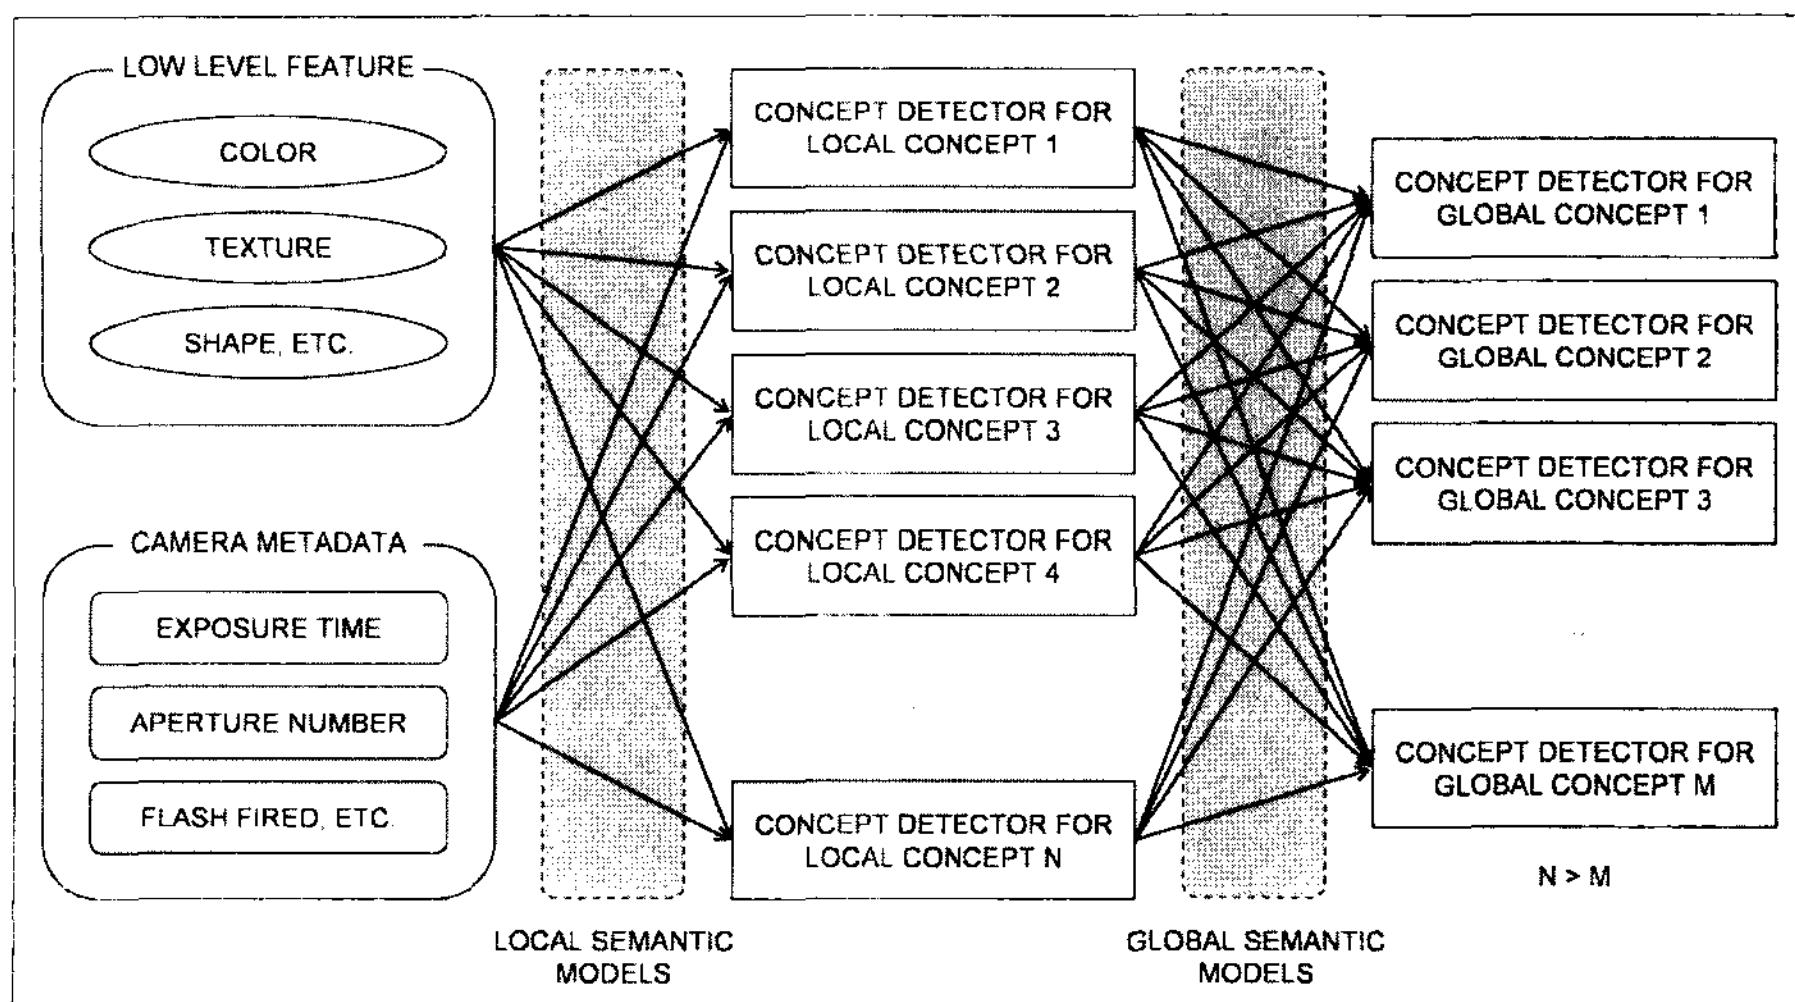 LOW LEVEL FEATURE
COLOR
TEXTURE
SHAPE, ETC.
CAMERA METADATA
EXPOSURE TIME
APERTURE NUMBER
FLASH FIRED, ETC.
LOCAL SEMANTIC
MODELS
CONCEPT DETECTOR FOR
LOCAL CONCEPT 1
CONCEPT DETECTOR FOR
LOCAL CONCEPT 2
CONCEPT DETECTOR FOR
LOCAL CONCEPT 3
CONCEPT DETECTOR FOR
LOCAL CONCEPT 4
CONCEPT DETECTOR FOR
LOCAL CONCEPT N
GLOBAL SEMANTIC
MODELS
CONCEPT DETECTOR FOR
GLOBAL CONCEPT 1
CONCEPT DETECTOR FOR
GLOBAL CONCEPT 2
CONCEPT DETECTOR FOR
GLOBAL CONCEPT 3
CONCEPT DETECTOR FOR
GLOBAL CONCEPT M
N > M